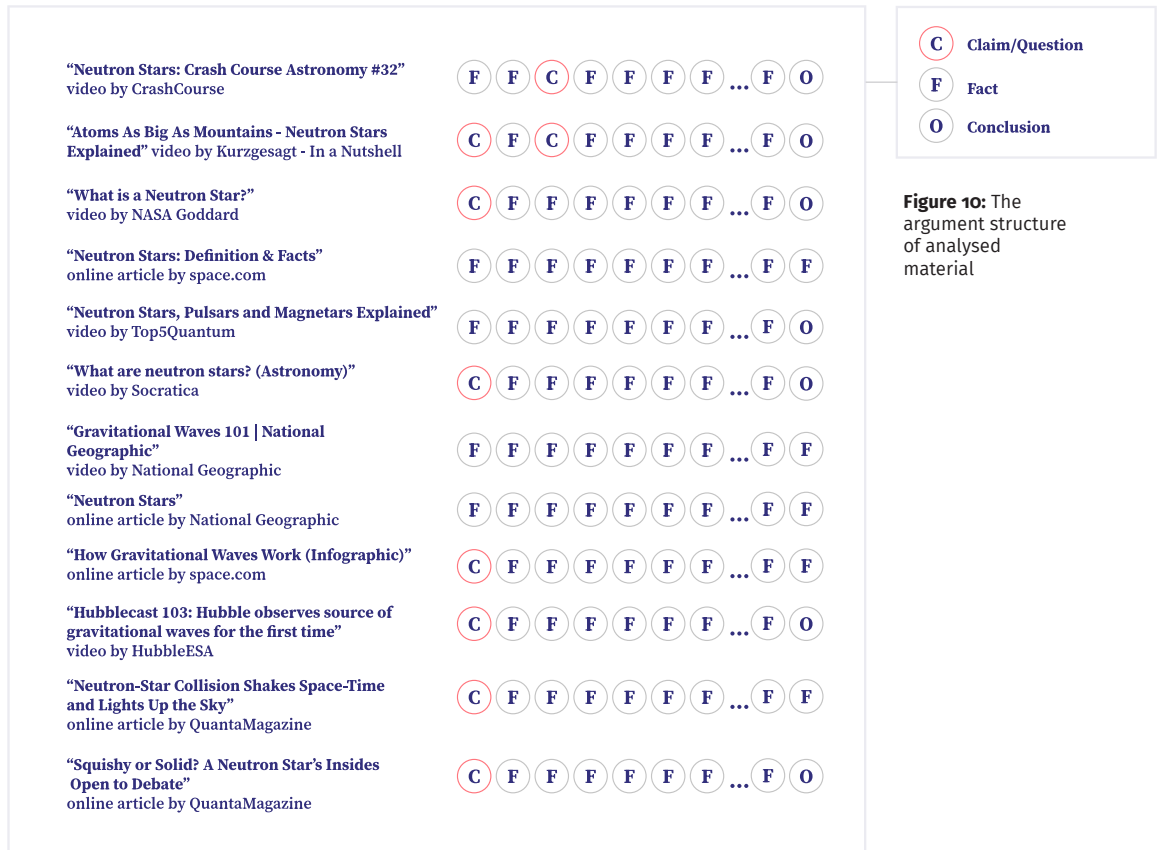 “Neutron Stars: Crash Course Astronomy #32”
video by CrashCourse
F F C F F F F ... F O
“Atoms As Big As Mountains - Neutron Stars
Explained” video by Kurzgesagt - In a Nutshell
C F C F F F F ... F O
“What is a Neutron Star?”
video by NASA Goddard
C F F F F F F ... F O
“Neutron Stars: Definition & Facts”
online article by space.com
F F F F F F F ... F F
“Neutron Stars, Pulsars and Magnetars Explained”
video by Top5Quantum
F F F F F F F ... F O
“What are neutron stars? (Astronomy)”
video by Socratica
C F F F F F F ... F O
“Gravitational Waves 101 | National
Geographic”
video by National Geographic
F F F F F F F ... F F
“Neutron Stars”
online article by National Geographic
F F F F F F F ... F F
“How Gravitational Waves Work (Infographic)”
online article by space.com
C F F F F F F ... F F
“Hubblecast 103: Hubble observes source of
gravitational waves for the first time”
video by HubbleESA
C F F F F F F ... F O
“Neutron-Star Collision Shakes Space-Time
and Lights Up the Sky”
online article by QuantaMagazine
C F F F F F F ... F F
“Squishy or Solid? A Neutron Star’s Insides
Open to Debate”
online article by QuantaMagazine
C F F F F F F ... F O
C Claim/Question
F Fact
O Conclusion
Figure 10: The
argument structure
of analysed
material